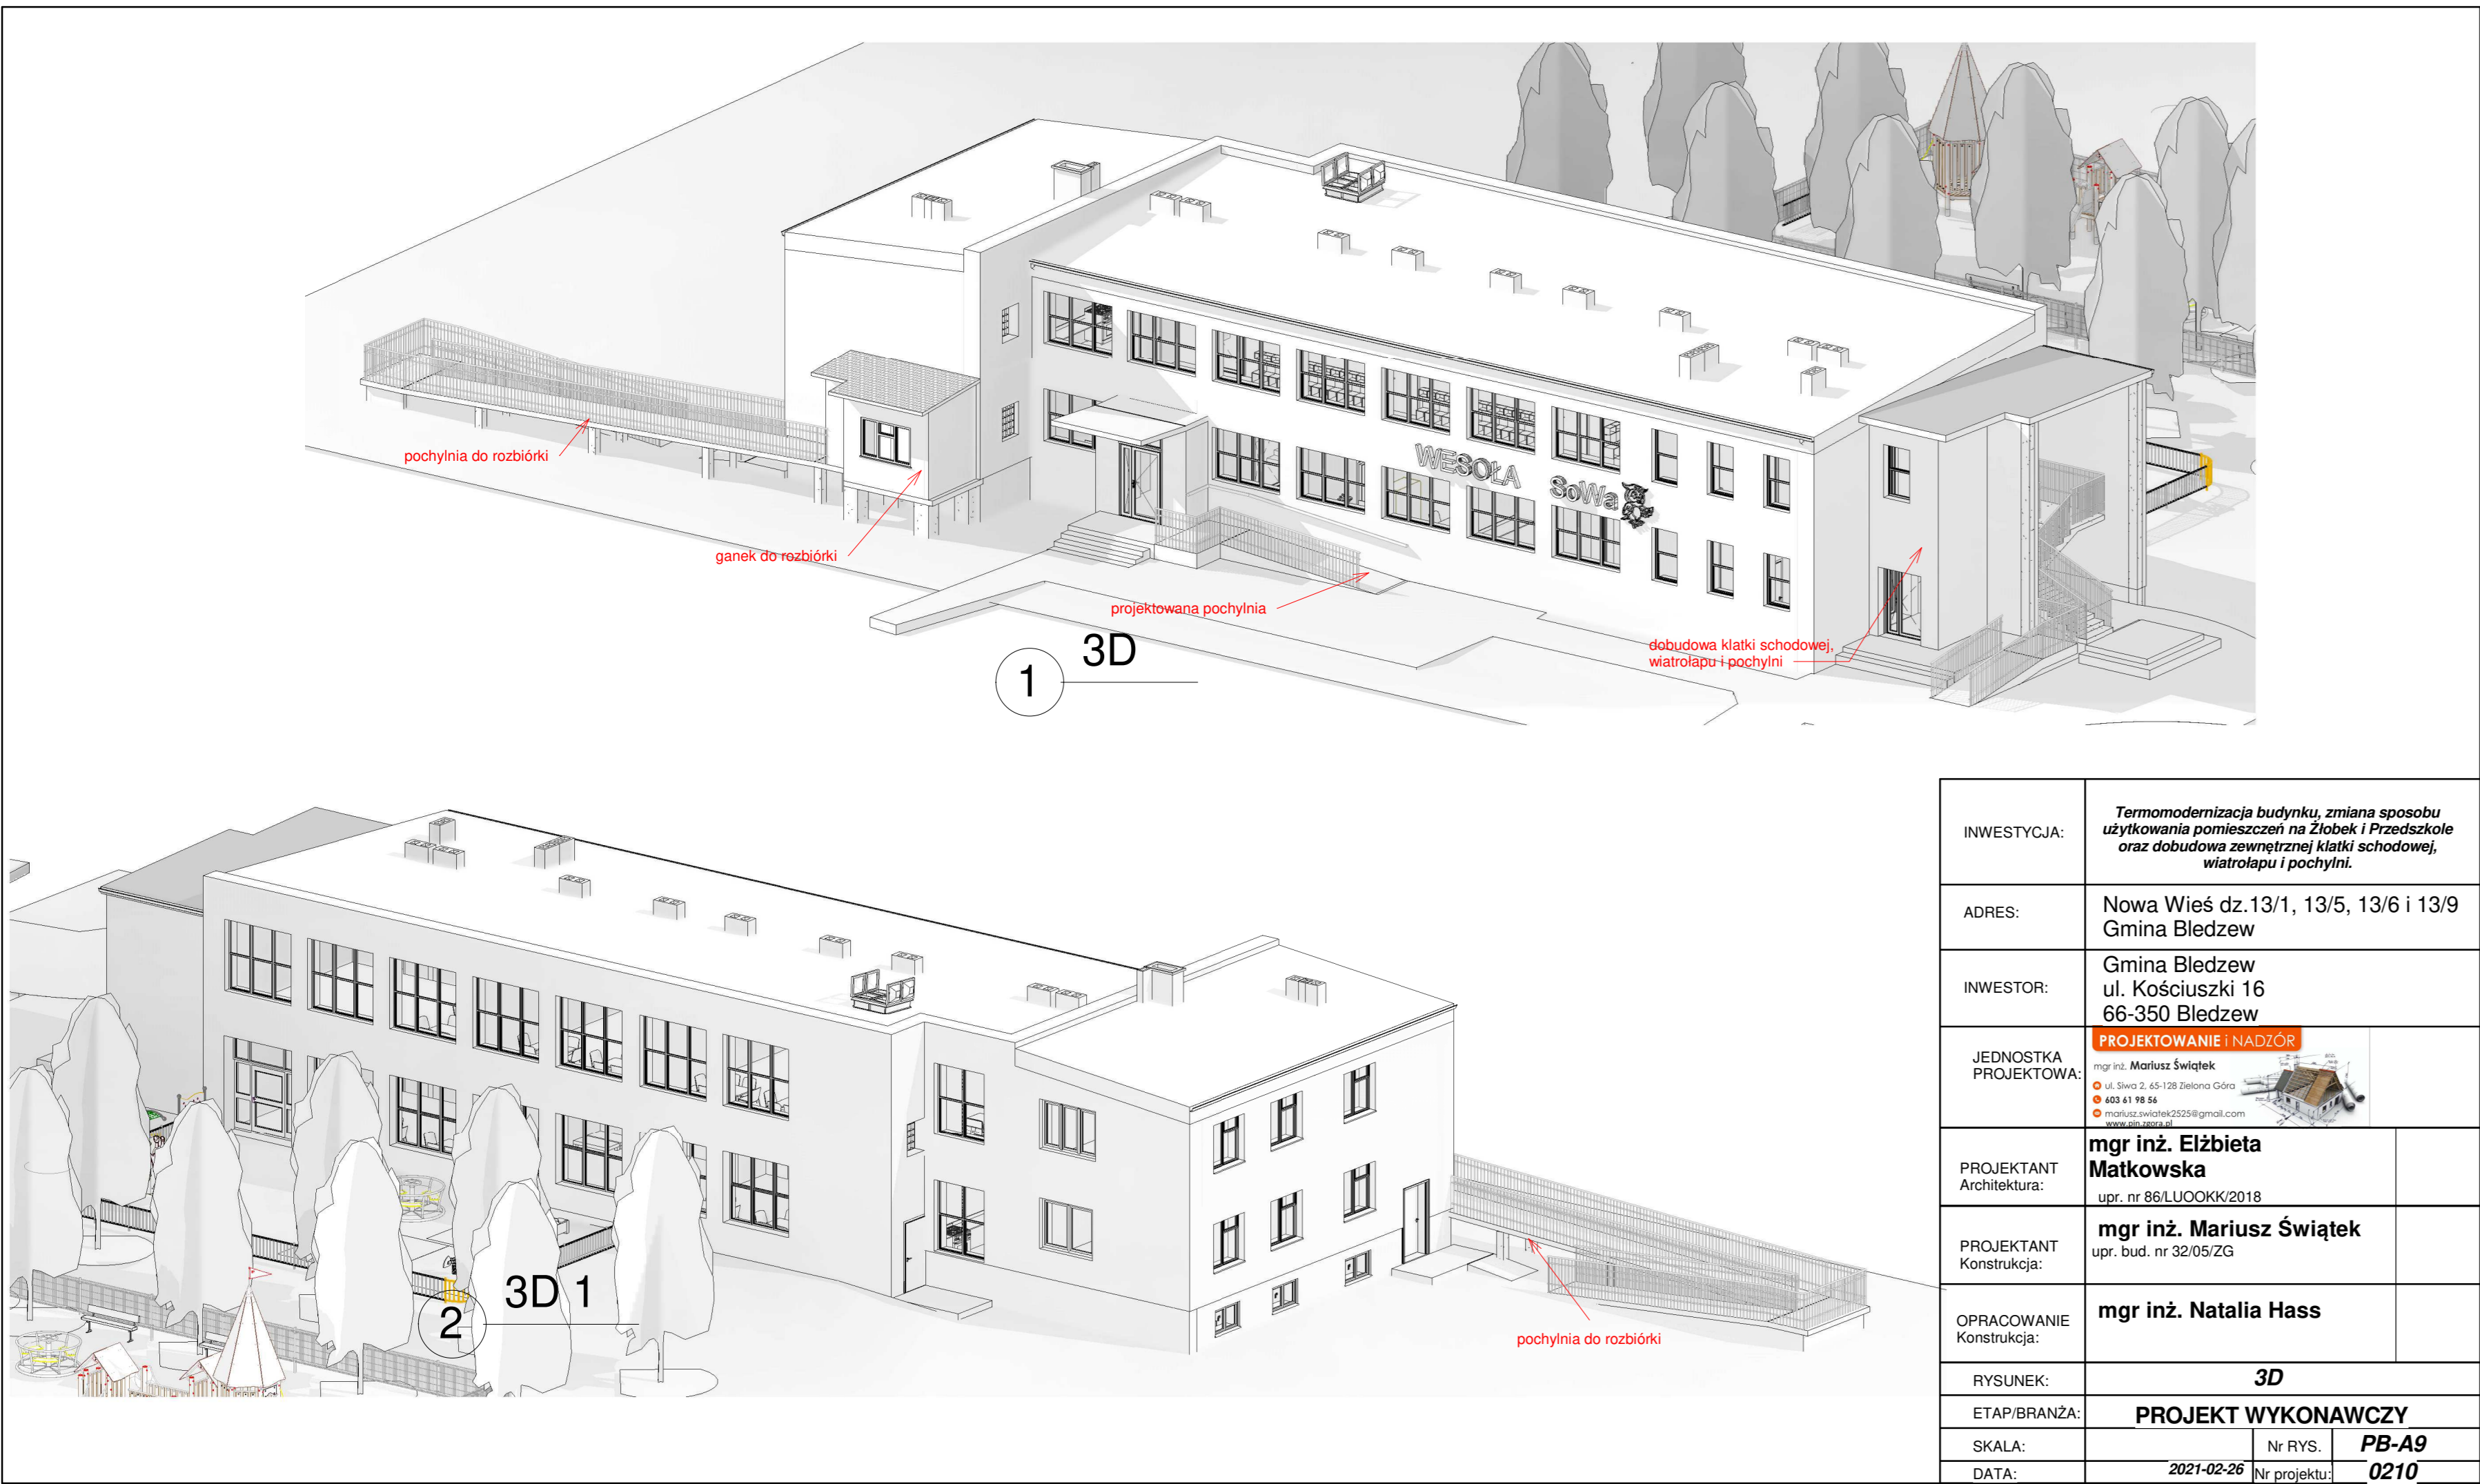 pochylnia do rozbiórki
ganek do rozbiórki
WESOŁA SoWa
projektowana pochylnia
dobudowa klatki schodowej,
wiatrołapu i pochylni
1
3D
2
3D 1
pochylnia do rozbiórki
INWESTYCJA:
Termomodernizacja budynku, zmiana sposobu
użytkowania pomieszczeń na Żłobek i Przedszkole
oraz dobudowa zewnętrznej klatki schodowej,
wiatrołapu i pochylni.
ADRES:
Nowa Wieś dz.13/1, 13/5, 13/6 i 13/9
Gmina Bledzew
INWESTOR:
Gmina Bledzew
ul. Kościuszki 16
66-350 Bledzew
JEDNOSTKA
PROJEKTOWA:
PROJEKTOWANIE i NADZÓR
mgr inż. Mariusz Świątek
ul. Siwa 2, 65-128 Zielona Góra
603 61 98 56
mariusz.swiatek2525@gmail.com
www.pin.zgora.pl
PROJEKTANT
Architektura:
mgr inż. Elżbieta
Matkowska
upr. nr 86/LUOOKK/2018
PROJEKTANT
Konstrukcja:
mgr inż. Mariusz Świątek
upr. bud. nr 32/05/ZG
OPRACOWANIE
Konstrukcja:
mgr inż. Natalia Hass
RYSUNEK:
3D
ETAP/BRANŻA:
PROJEKT WYKONAWCZY
SKALA:
Nr RYS.
PB-A9
DATA:
2021-02-26
Nr projektu:
0210